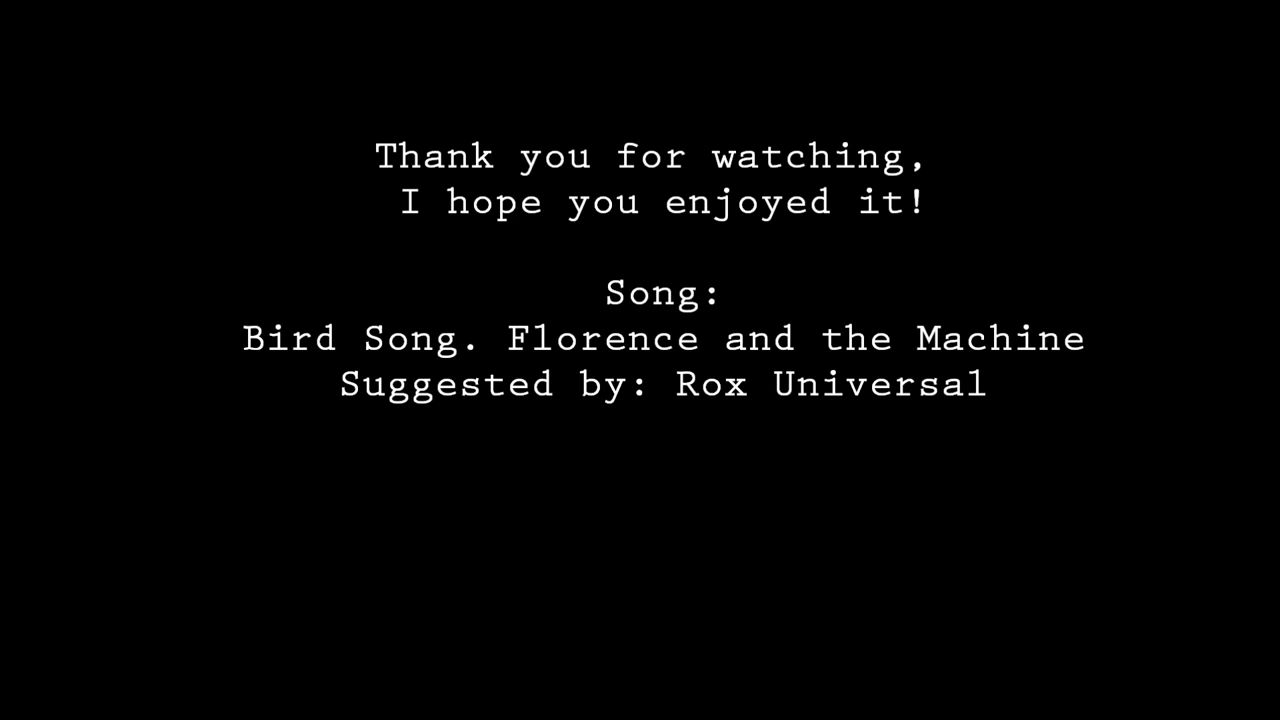 Thank you for watching,
I hope you enjoyed it!
Song:
Bird Song. Florence and the Machine
Suggested by: Rox Universal